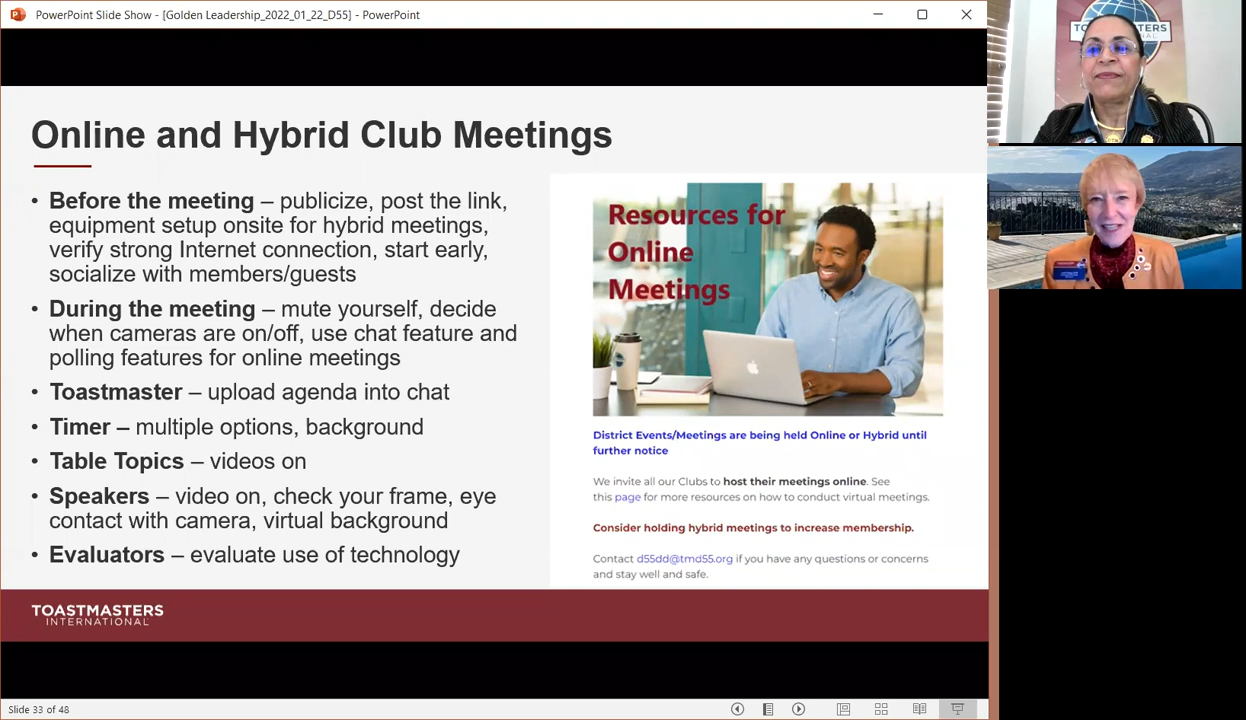 PowerPoint Slide Show - [Golden Leadership_2022_01_22_D55] - PowerPoint
Online and Hybrid Club Meetings
• Before the meeting – publicize, post the link,
equipment setup onsite for hybrid meetings,
verify strong Internet connection, start early,
socialize with members/guests
• During the meeting – mute yourself, decide
when cameras are on/off, use chat feature and
polling features for online meetings
• Toastmaster – upload agenda into chat
• Timer – multiple options, background
• Table Topics – videos on
• Speakers – video on, check your frame, eye
contact with camera, virtual background
• Evaluators – evaluate use of technology
Resources for
Online
Meetings
District Events/Meetings are being held Online or Hybrid until
further notice
We invite all our Clubs to host their meetings online. See
this page for more resources on how to conduct virtual meetings.
Consider holding hybrid meetings to increase membership.
Contact d55dd@tmd55.org if you have any questions or concerns
and stay well and safe.
TOASTMASTERS
INTERNATIONAL
Slide 33 of 48